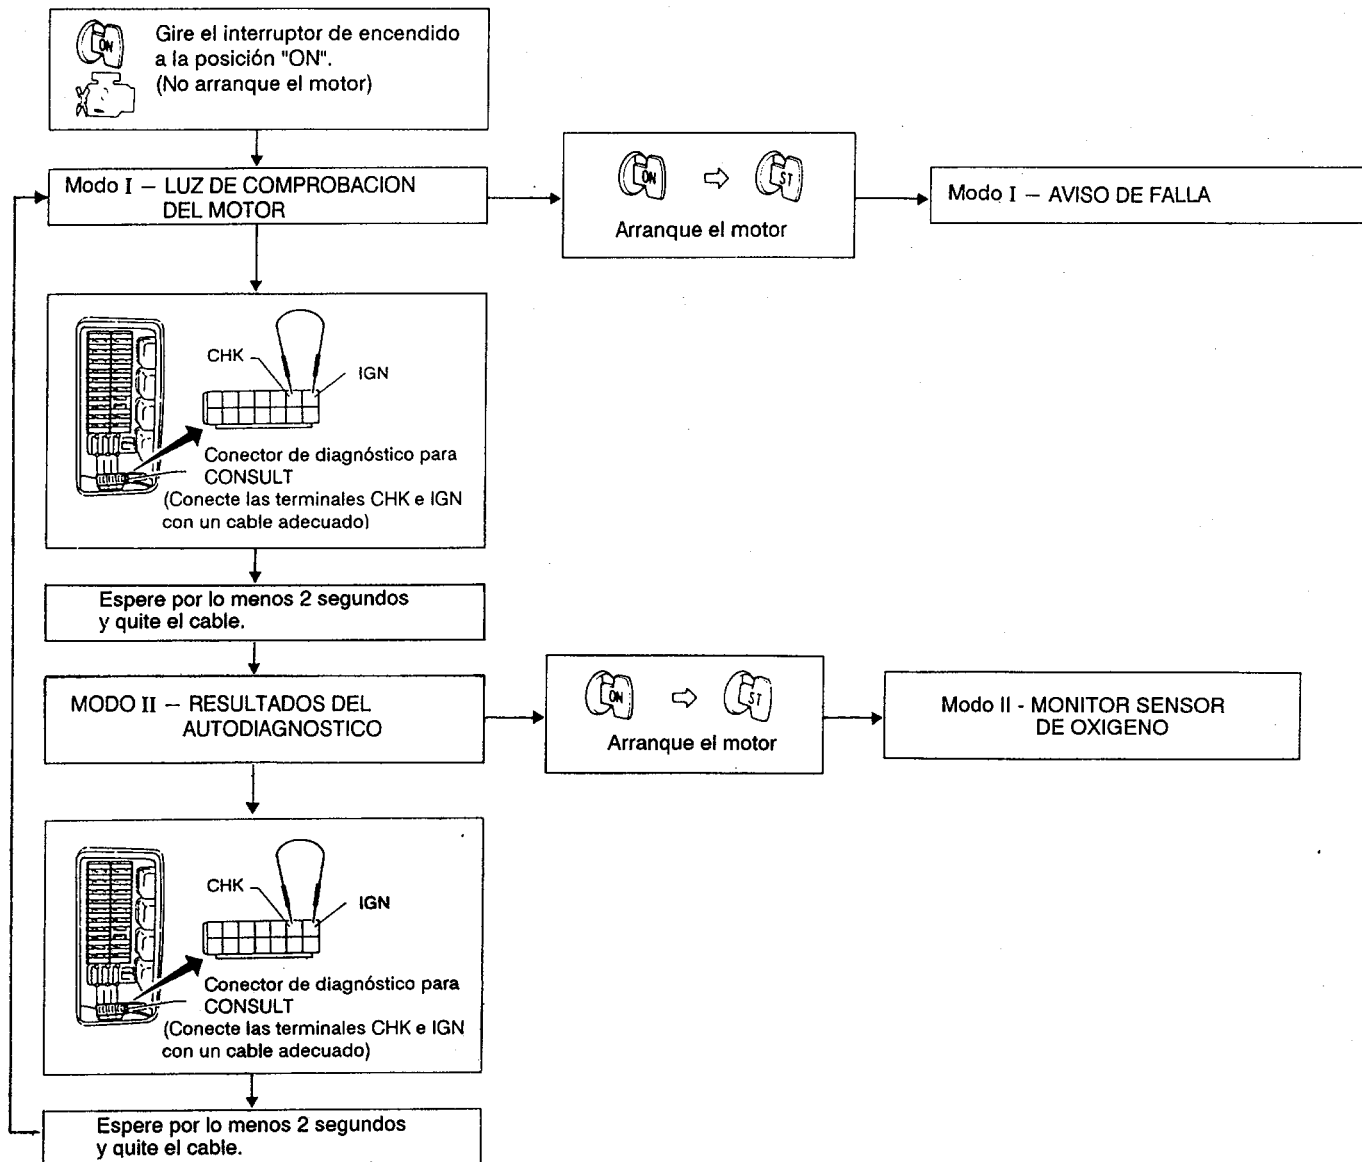 ON
Gire el interruptor de encendido
a la posición "ON".
(No arranque el motor)
Modo I – LUZ DE COMPROBACION
DEL MOTOR
ON
ST
Arranque el motor
Modo I – AVISO DE FALLA
CHK
IGN
Conector de diagnóstico para
CONSULT
(Conecte las terminales CHK e IGN
con un cable adecuado)
Espere por lo menos 2 segundos
y quite el cable.
MODO II – RESULTADOS DEL
AUTODIAGNOSTICO
ON
ST
Arranque el motor
Modo II - MONITOR SENSOR
DE OXIGENO
CHK
IGN
Conector de diagnóstico para
CONSULT
(Conecte las terminales CHK e IGN
con un cable adecuado)
Espere por lo menos 2 segundos
y quite el cable.